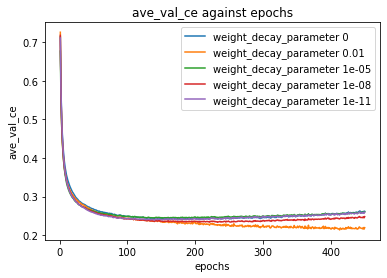 ave_val_ce against epochs
weight_decay_parameter 0
weight_decay_parameter 0.01
weight_decay_parameter 1e-05
weight_decay_parameter 1e-08
weight_decay_parameter 1e-11
ave_val_ce
0.7
0.6
0.5
0.4
0.3
0.2
0
100
200
300
400
epochs